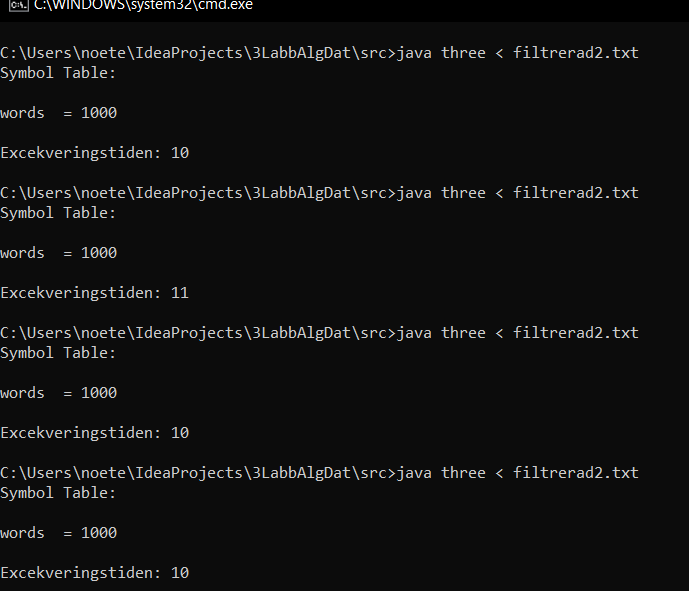 C:\WINDOWS\system32\cmd.exe
C:\Users\noete\IdeaProjects\3LabbAlgDat\src>java three < filtrerad2.txt
Symbol Table:
words  = 1000
Excekveringstiden: 10
C:\Users\noete\IdeaProjects\3LabbAlgDat\src>java three < filtrerad2.txt
Symbol Table:
words  = 1000
Excekveringstiden: 11
C:\Users\noete\IdeaProjects\3LabbAlgDat\src>java three < filtrerad2.txt
Symbol Table:
words  = 1000
Excekveringstiden: 10
C:\Users\noete\IdeaProjects\3LabbAlgDat\src>java three < filtrerad2.txt
Symbol Table:
words  = 1000
Excekveringstiden: 10